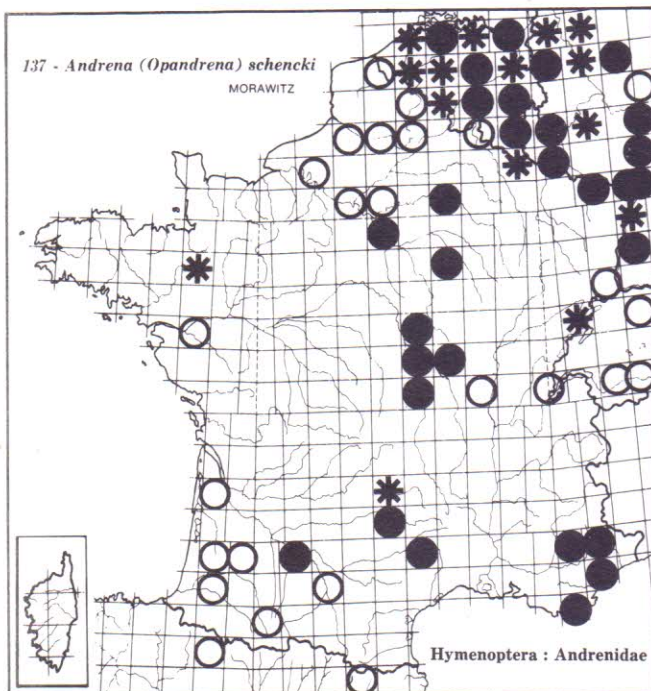 137 - Andrena (Opandrena) schencki
MORAWITZ
Hymenoptera : Andrenidae